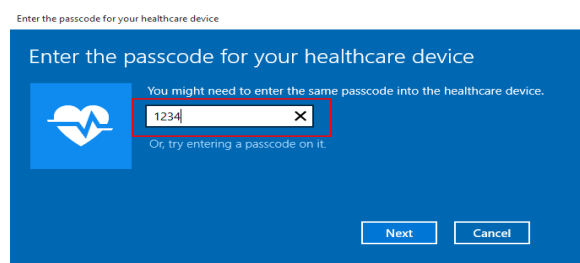 Enter the passcode for your healthcare device
Enter the passcode for your healthcare device
You might need to enter the same passcode into the healthcare device.
1234
Or, try entering a passcode on it.
Next Cancel